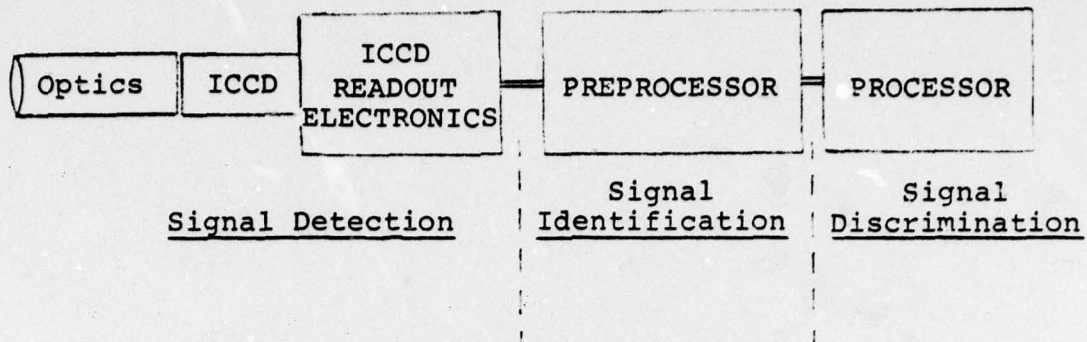 Optics
ICCD
ICCD
READOUT
ELECTRONICS
PREPROCESSOR
PROCESSOR
Signal Detection
Signal
Identification
Signal
Discrimination